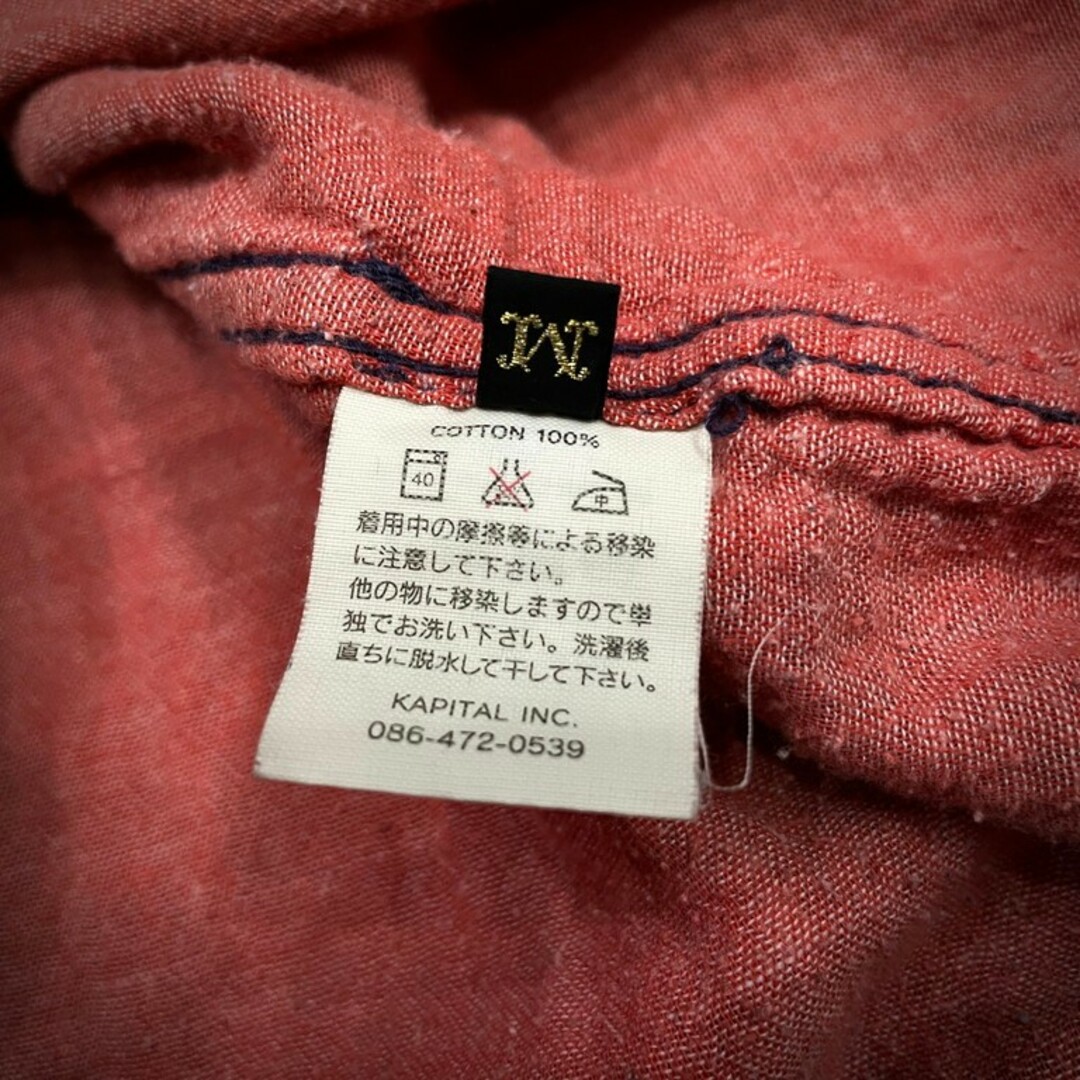 M
COTTON 100%
40 中
着用中の摩擦等による移染
に注意して下さい。
他の物に移染しますので単
独でお洗い下さい。洗濯後
直ちに脱水して干して下さい。
KAPITAL INC.
086-472-0539